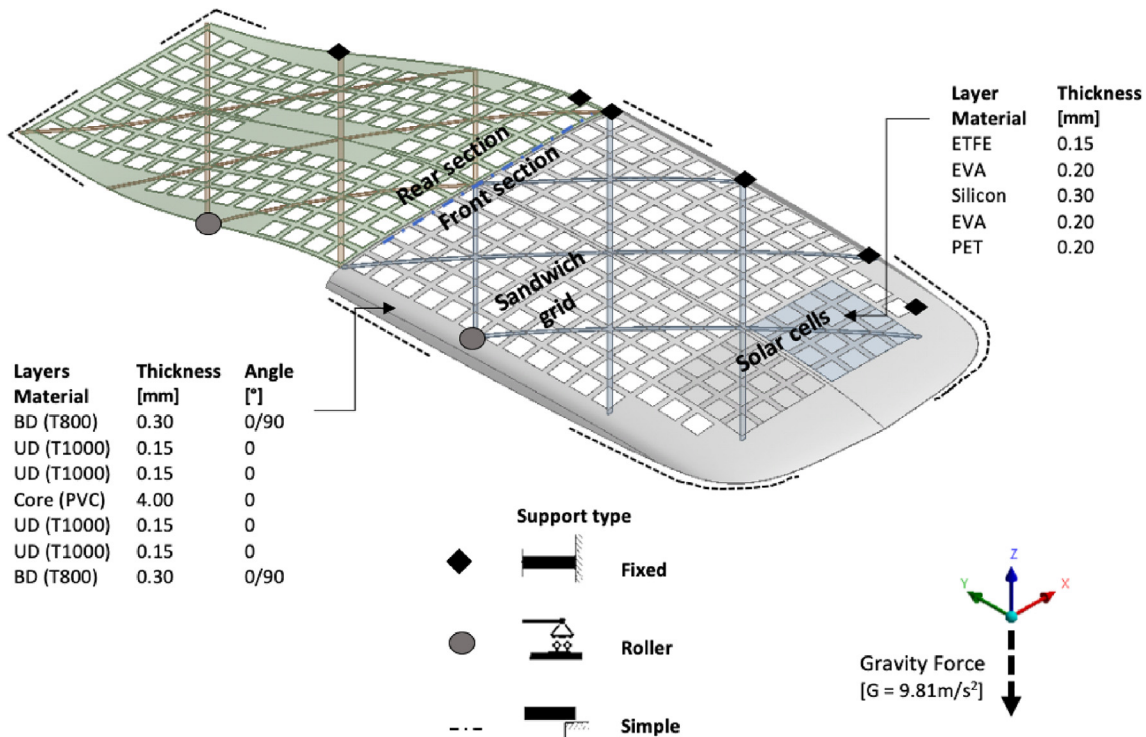 Rear section
Front section
Sandwich
grid
Solar cells
Layer Thickness
Material [mm]
ETFE 0.15
EVA 0.20
Silicon 0.30
EVA 0.20
PET 0.20
Layers Thickness Angle
Material [mm] [°]
BD (T800) 0.30 0/90
UD (T1000) 0.15 0
UD (T1000) 0.15 0
Core (PVC) 4.00 0
UD (T1000) 0.15 0
UD (T1000) 0.15 0
BD (T800) 0.30 0/90
Support type
Fixed
Roller
Simple
Z
Y
X
Gravity Force
[G = 9.81m/s²]